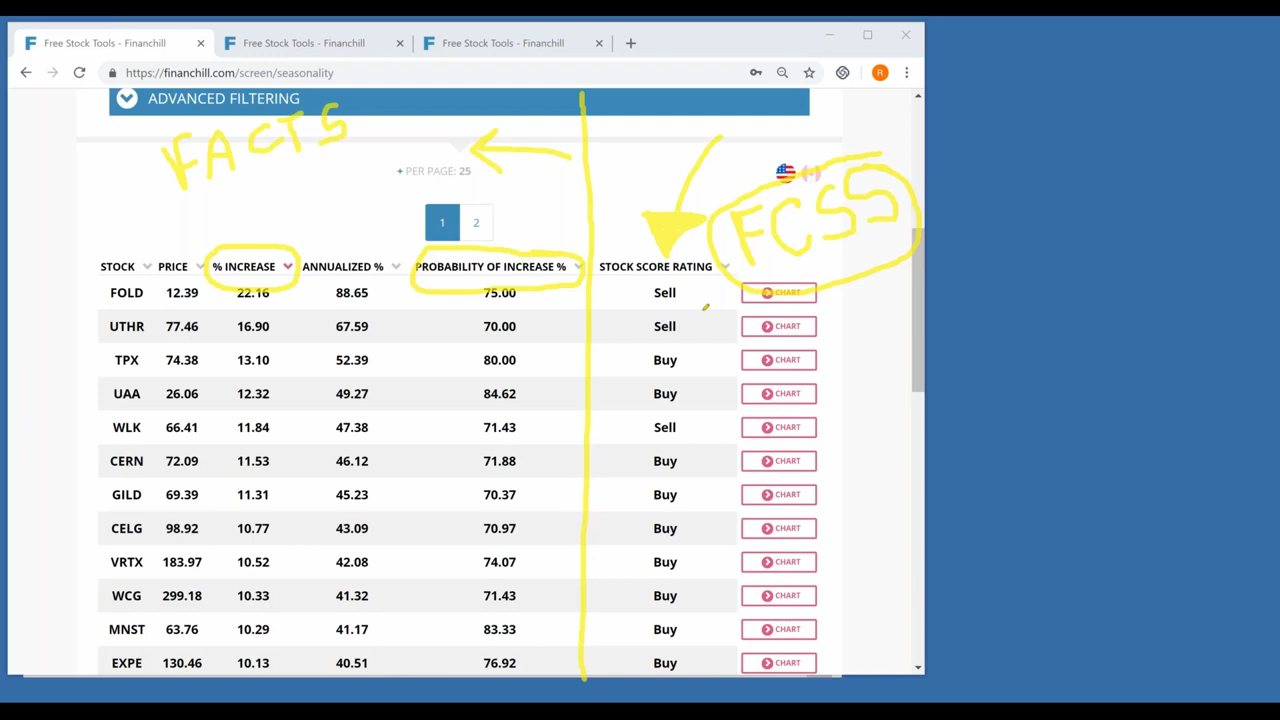 Free Stock Tools - Financhill Free Stock Tools - Financhill Free Stock Tools - Financhill
https://financhill.com/screen/seasonality R
ADVANCED FILTERING
FACTS
+ PER PAGE: 25
FCSS
1 2
STOCK PRICE % INCREASE ANNUALIZED % PROBABILITY OF INCREASE % STOCK SCORE RATING
FOLD 12.39 22.16 88.65 75.00 Sell CHART
UTHR 77.46 16.90 67.59 70.00 Sell CHART
TPX 74.38 13.10 52.39 80.00 Buy CHART
UAA 26.06 12.32 49.27 84.62 Buy CHART
WLK 66.41 11.84 47.38 71.43 Sell CHART
CERN 72.09 11.53 46.12 71.88 Buy CHART
GILD 69.39 11.31 45.23 70.37 Buy CHART
CELG 98.92 10.77 43.09 70.97 Buy CHART
VRTX 183.97 10.52 42.08 74.07 Buy CHART
WCG 299.18 10.33 41.32 71.43 Buy CHART
MNST 63.76 10.29 41.17 83.33 Buy CHART
EXPE 130.46 10.13 40.51 76.92 Buy CHART